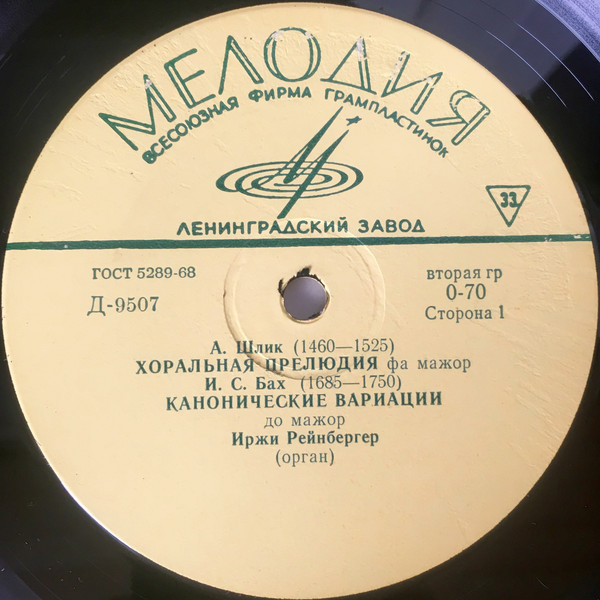 МЕЛОДИЯ
ВСЕСОЮЗНАЯ ФИРМА ГРАМПЛАСТИНОК
33
ЛЕНИНГРАДСКИЙ ЗАВОД
ГОСТ 5289-68
вторая гр
Д-9507
0-70
Сторона 1
А. Шлик (1460—1525)
ХОРАЛЬНАЯ ПРЕЛЮДИЯ фа мажор
И. С. Бах (1685—1750)
КАНОНИЧЕСКИЕ ВАРИАЦИИ
до мажор
Иржи Рейнбергер
(орган)